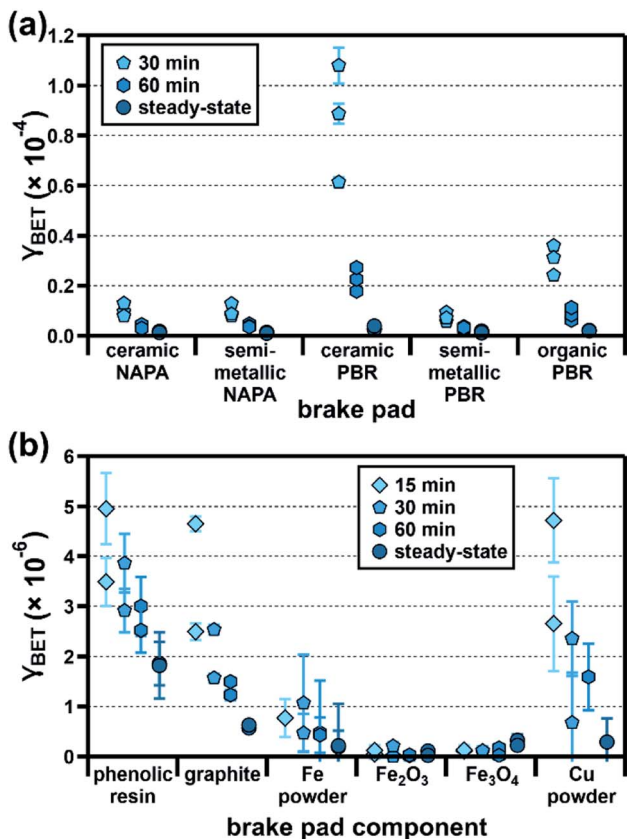 (a)
1.2
1.0
0.8
0.6
0.4
0.2
0.0
γBET (× 10⁻⁴)
30 min
60 min
steady-state
ceramic NAPA
semi-metallic NAPA
ceramic PBR
semi-metallic PBR
organic PBR
brake pad
(b)
6
5
4
3
2
1
0
γBET (× 10⁻⁶)
15 min
30 min
60 min
steady-state
phenolic resin
graphite
Fe powder
Fe₂O₃
Fe₃O₄
Cu powder
brake pad component